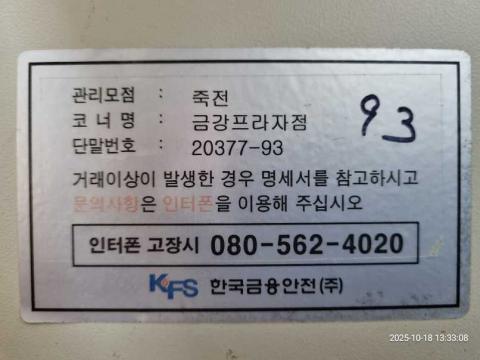 관리모점 : 죽전
코 너 명 : 금강프라자점
단말번호 : 20377-93
93
거래이상이 발생한 경우 명세서를 참고하시고
문의사항은 인터폰을 이용해 주십시오
인터폰 고장시 080-562-4020
KFS 한국금융안전(주)
2025-10-18 13:33:08